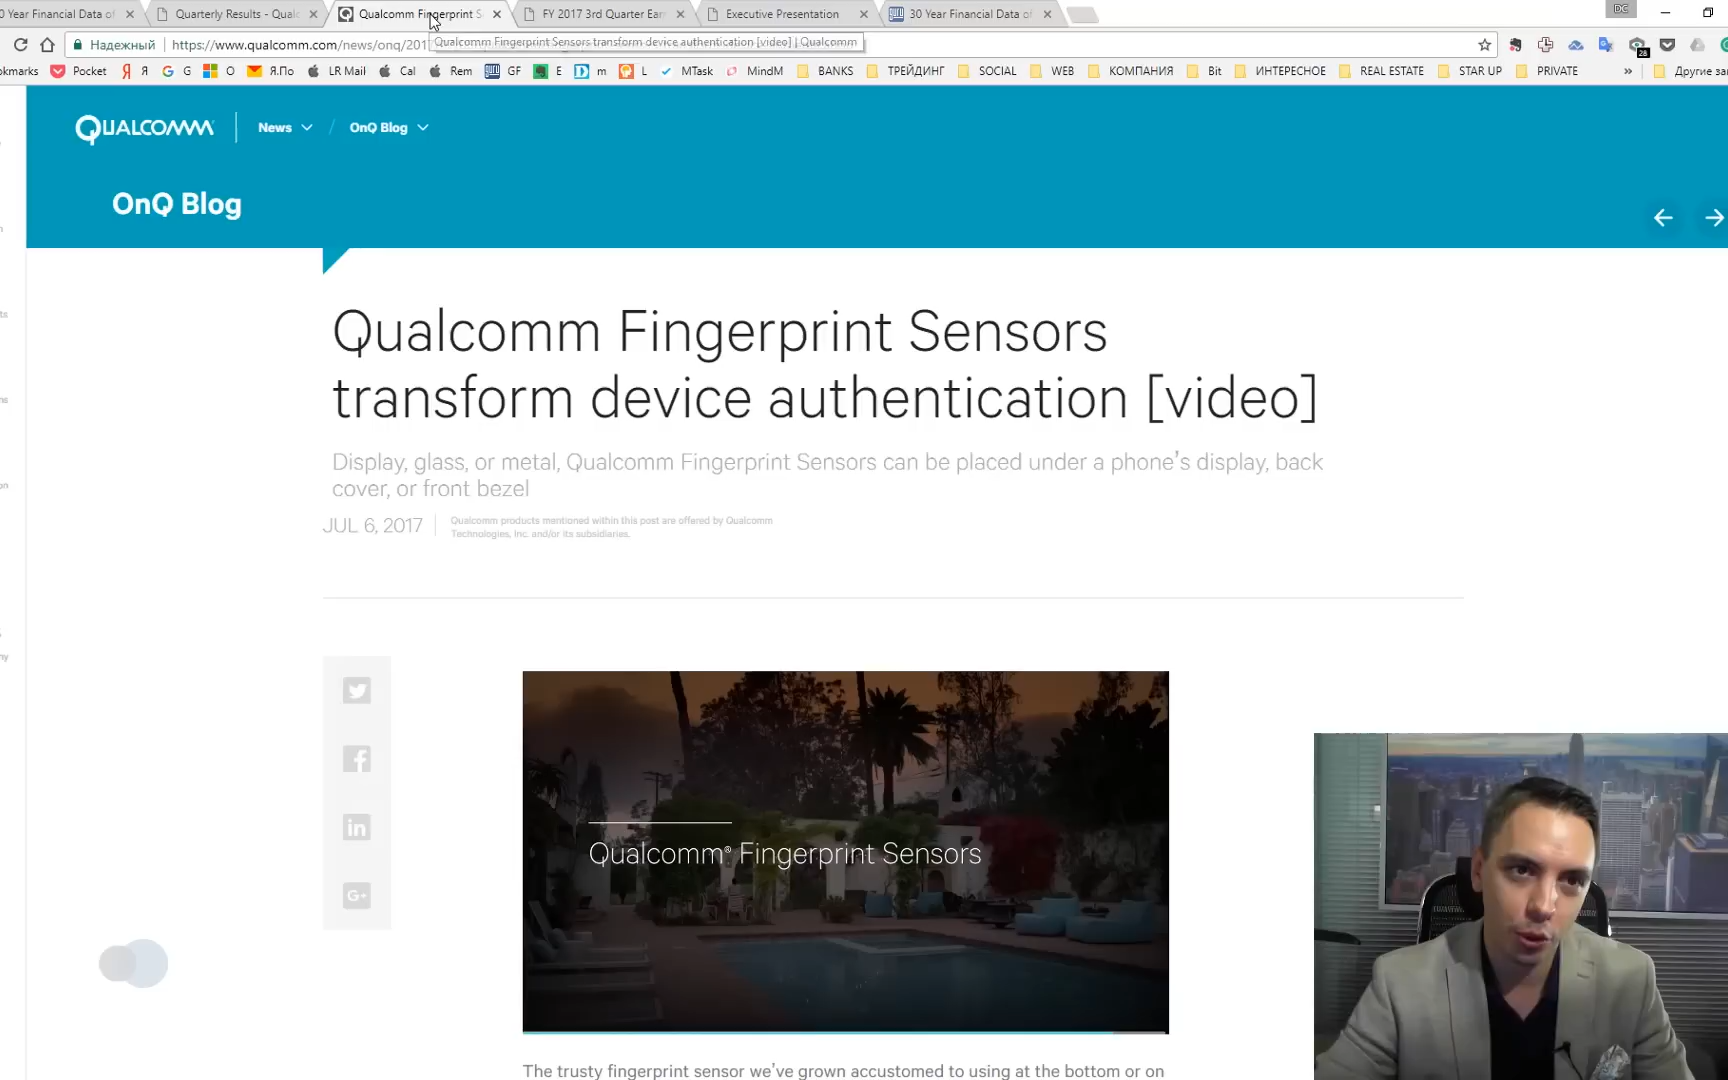 0 Year Financial Data of
Quarterly Results - Qualc
Qualcomm Fingerprint S
FY 2017 3rd Quarter Earn
Executive Presentation
30 Year Financial Data of
DC
Надежный
https://www.qualcomm.com/news/onq/201
Qualcomm Fingerprint Sensors transform device authentication [video] | Qualcomm
28
okmarks
Pocket
Я
G
O
Я.По
LR Mail
Cal
Rem
GF
E
m
L
MTask
MindM
BANKS
ТРЕЙДИНГ
SOCIAL
WEB
КОМПАНИЯ
Bit
ИНТЕРЕСНОЕ
REAL ESTATE
STAR UP
PRIVATE
»
Другие за
QUALCOMM
News
/
OnQ Blog
OnQ Blog
Qualcomm Fingerprint Sensors
transform device authentication [video]
Display, glass, or metal, Qualcomm Fingerprint Sensors can be placed under a phone's display, back
cover, or front bezel
JUL 6, 2017
Qualcomm products mentioned within this post are offered by Qualcomm
Technologies, Inc. and/or its subsidiaries.
G+
Qualcomm® Fingerprint Sensors
The trusty fingerprint sensor we've grown accustomed to using at the bottom or on